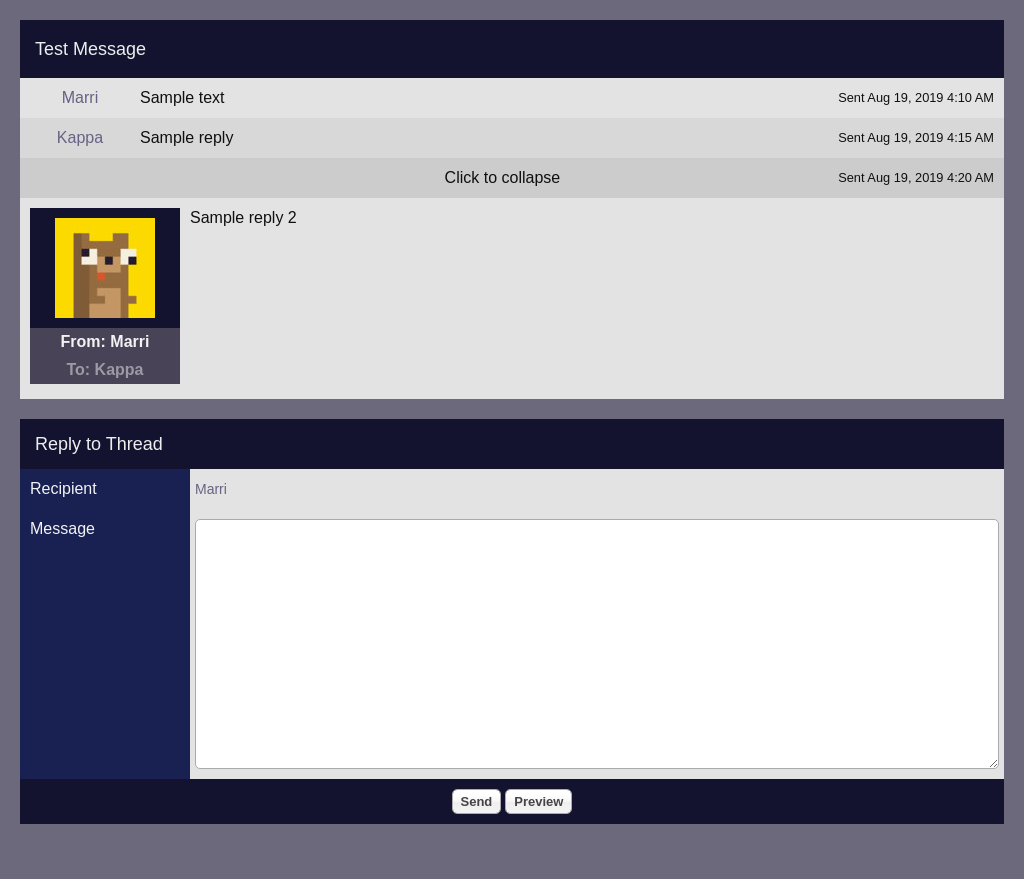 Test Message
Marri Sample text Sent Aug 19, 2019 4:10 AM
Kappa Sample reply Sent Aug 19, 2019 4:15 AM
Click to collapse Sent Aug 19, 2019 4:20 AM
Sample reply 2
From: Marri
To: Kappa
Reply to Thread
Recipient Marri
Message
Send Preview